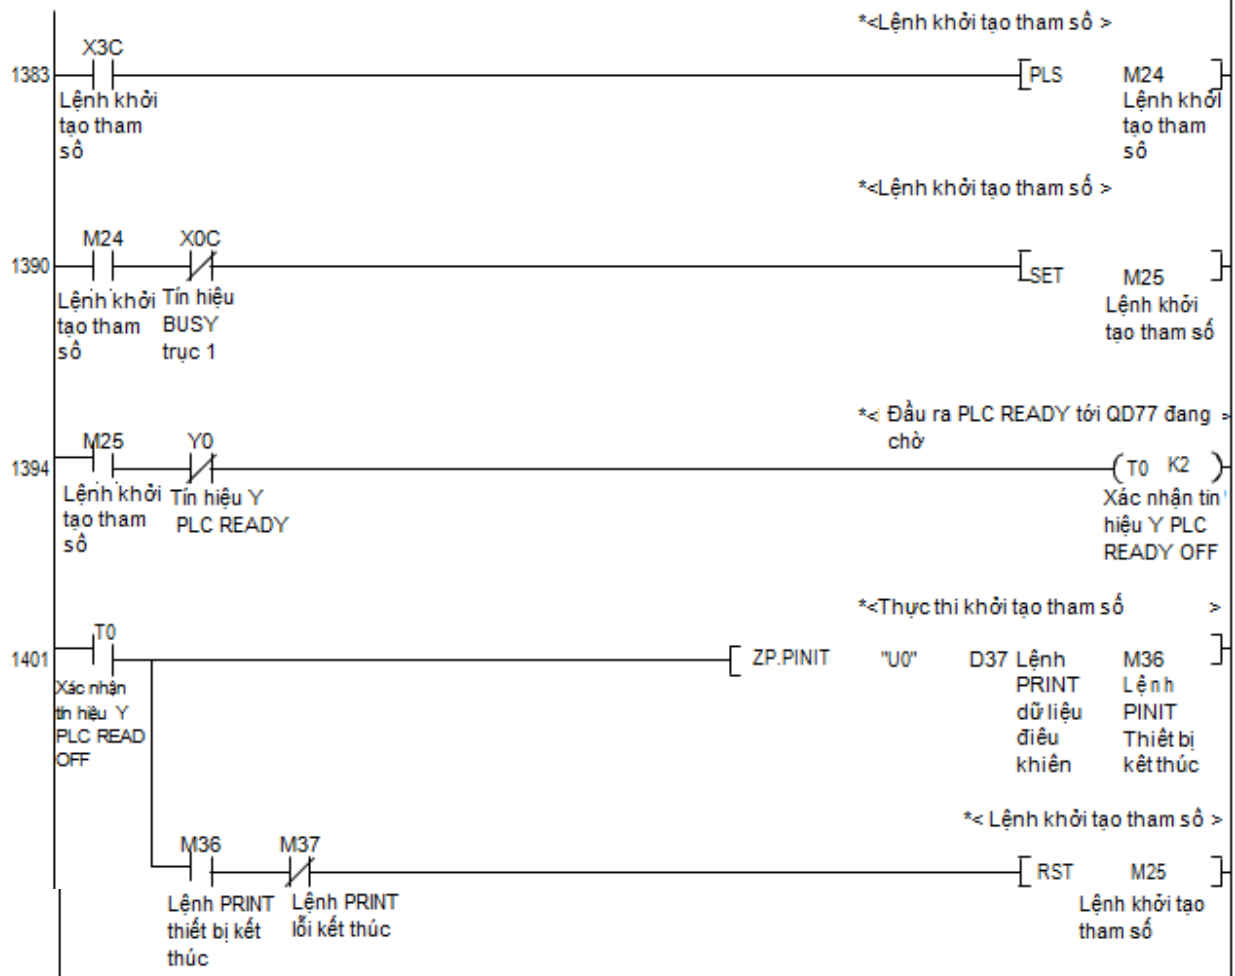 *<Lệnh khởi tạo tham số >
X3C
1383
PLS M24
Lệnh khởi
tạo tham
số
Lệnh khởi
tạo tham
số
*<Lệnh khởi tạo tham số >
M24 X0C
1390
SET M25
Lệnh khởi
tạo tham
số
Tín hiệu
BUSY
trục 1
Lệnh khởi
tạo tham số
*< Đầu ra PLC READY tới QD77 đang >
chờ
M25 Y0
1394
T0 K2
Lệnh khởi
tạo tham
số
Tín hiệu Y
PLC READY
Xác nhận tin
hiệu Y PLC
READY OFF
*<Thực thi khởi tạo tham số >
T0
1401
ZP.PINIT "U0" D37 Lệnh
PRINT
dữ liệu
điêu
khiên
M36
Lệnh
PINIT
Thiêt bị
kêt thúc
Xác nhận
th hiệu Y
PLC READ
OFF
*< Lệnh khởi tạo tham số >
M36 M37
RST M25
Lệnh PRINT
thiết bị kết
thúc
Lệnh PRINT
lỗi kết thúc
Lệnh khởi tạo
tham số